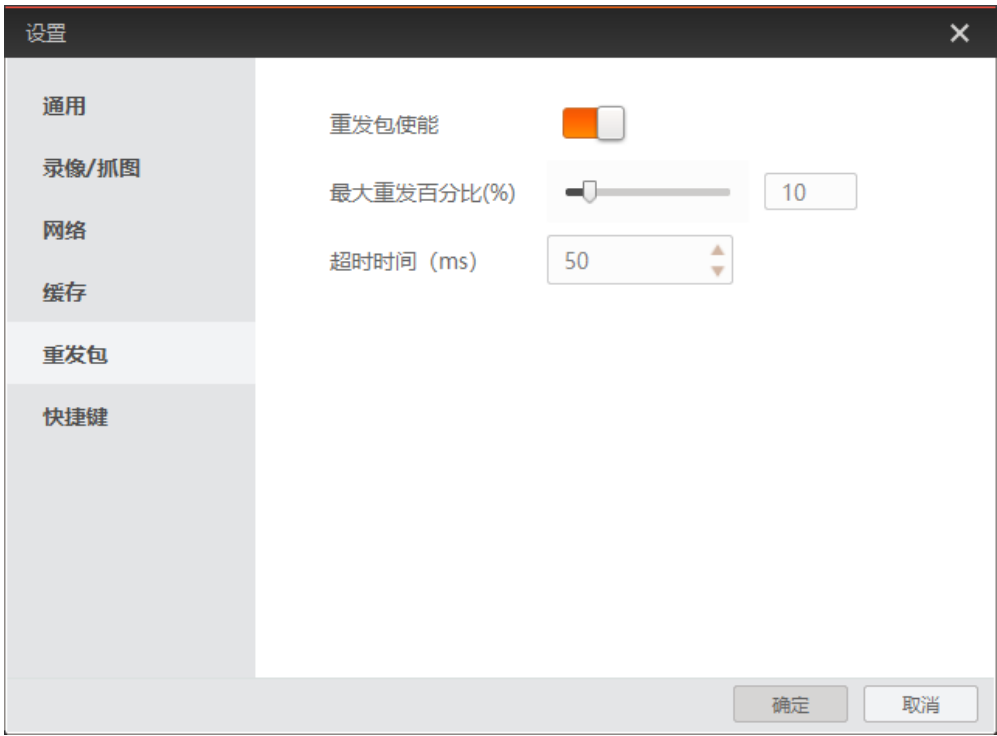 设置
通用
录像/抓图
网络
缓存
重发包
快捷键
重发包使能
最大重发百分比(%)
10
超时时间（ms）
50
确定
取消